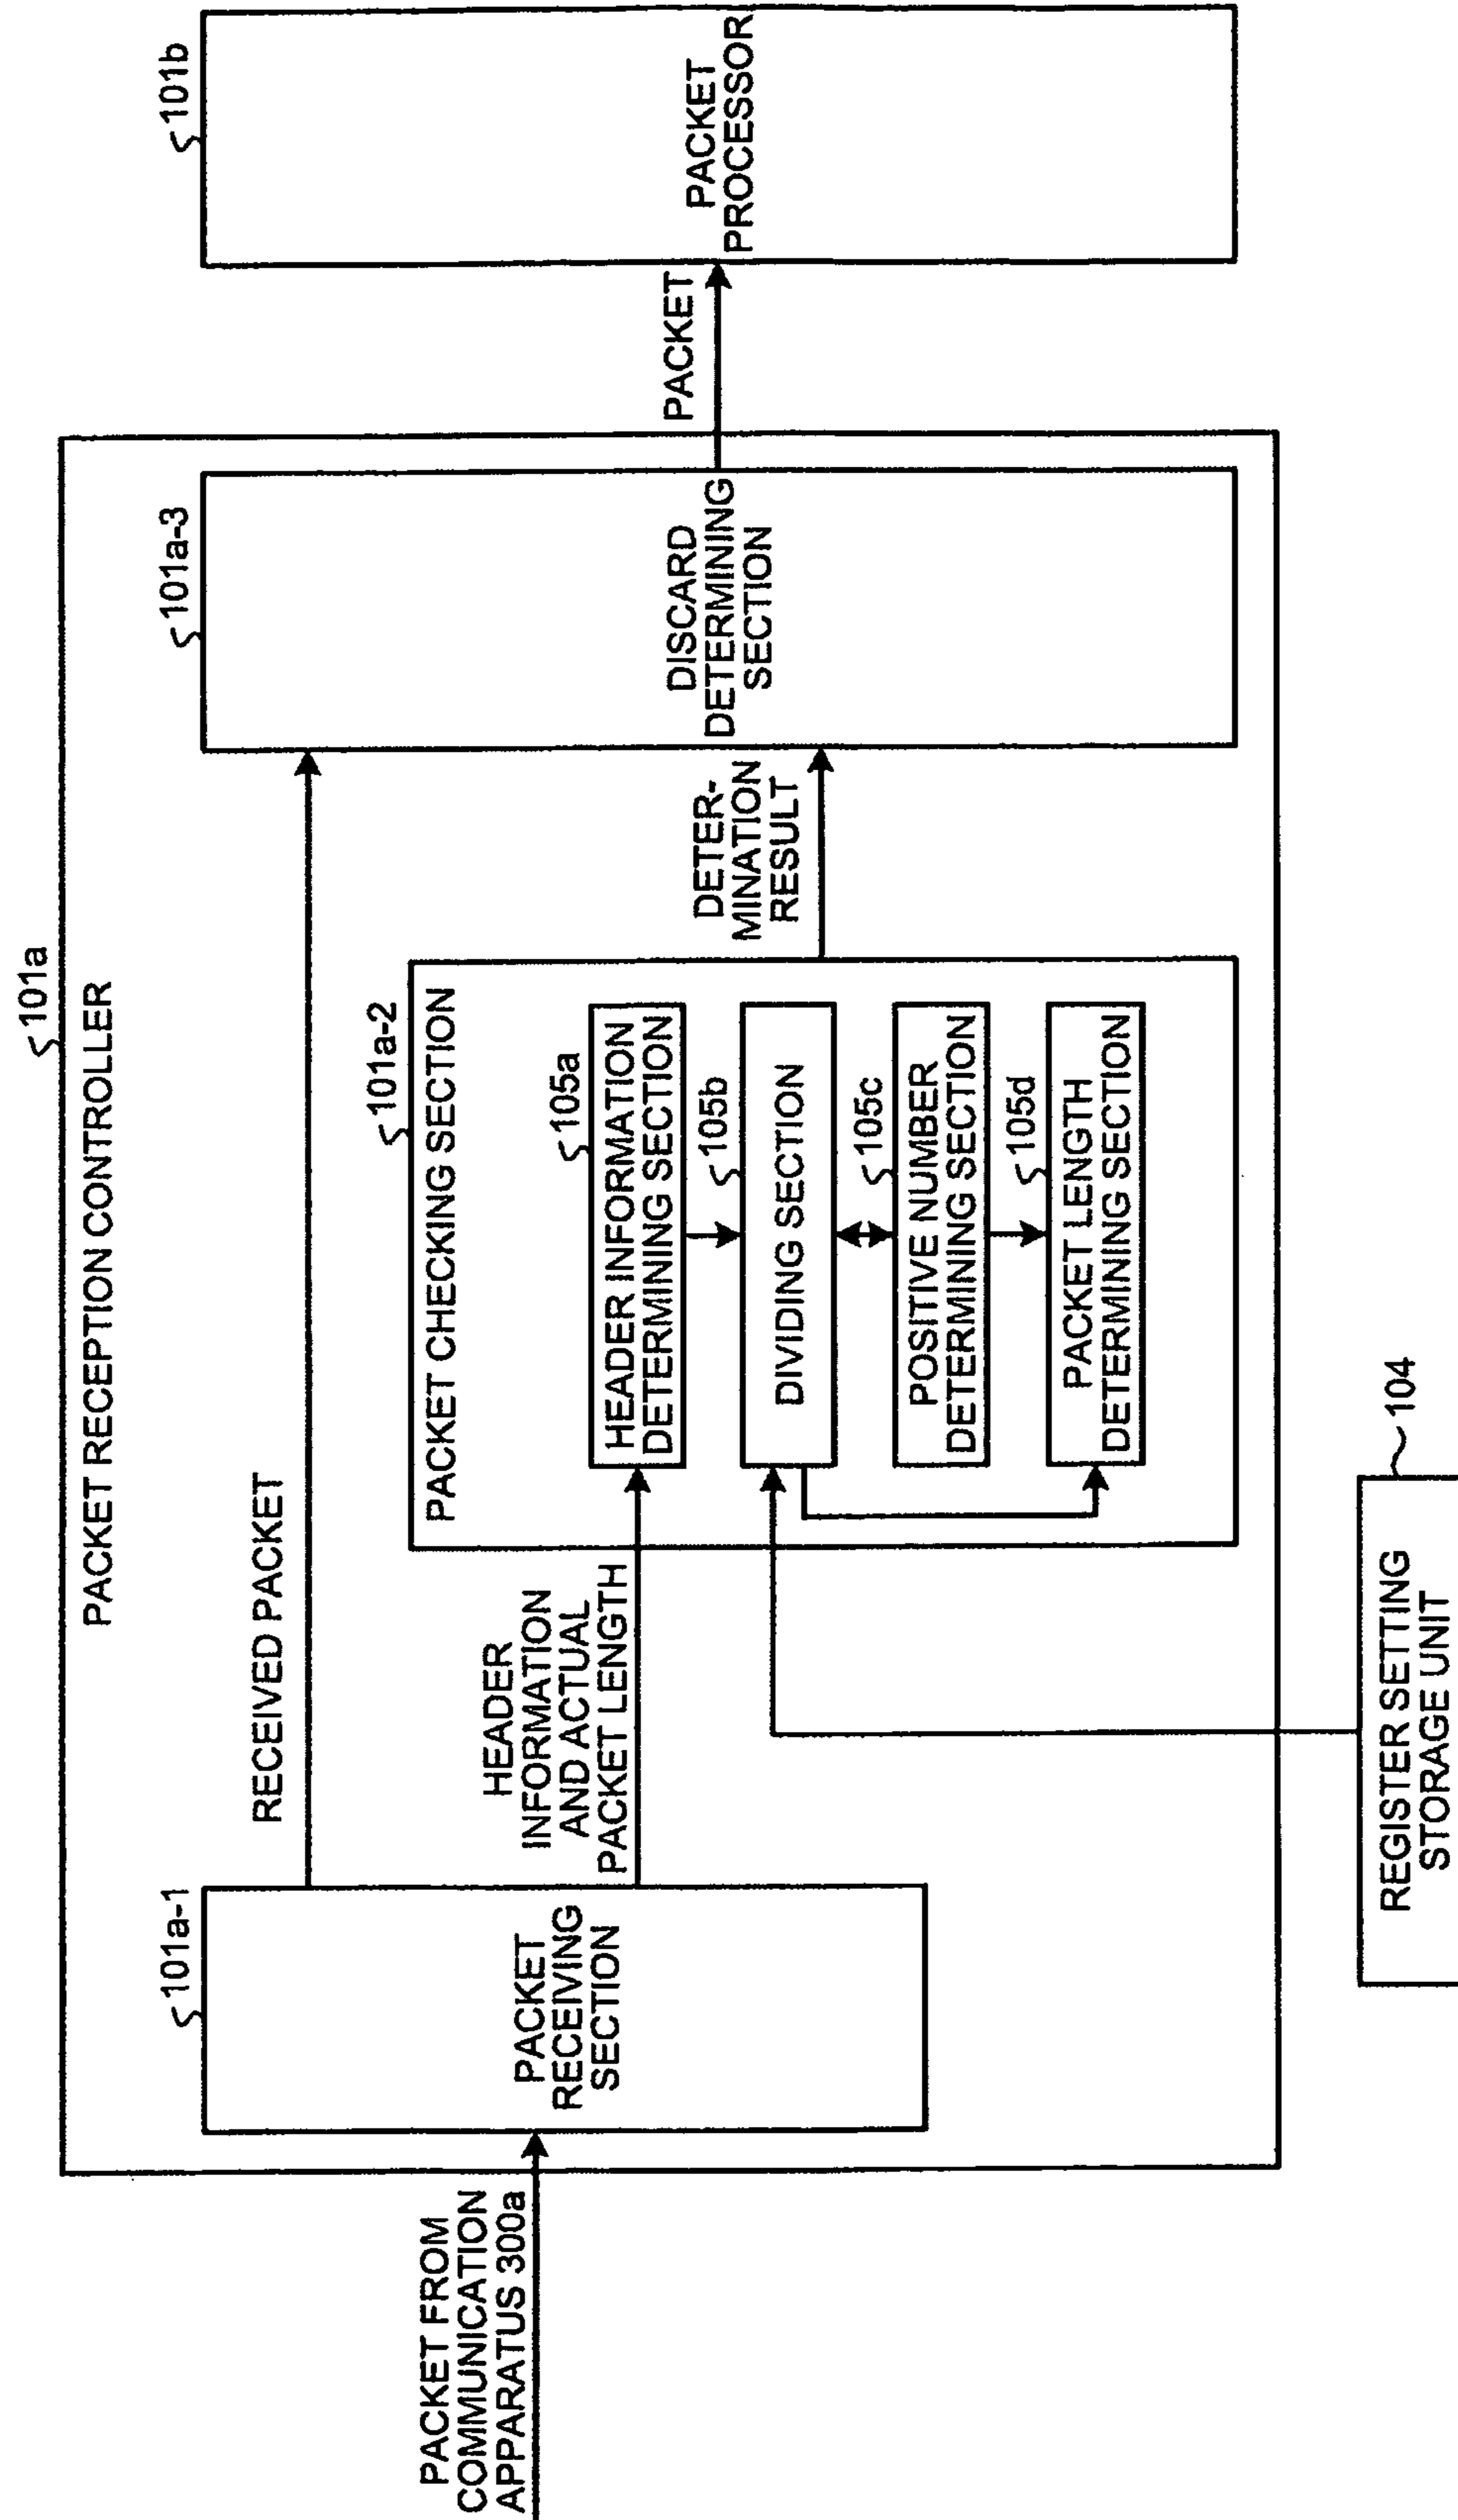 101a
PACKET RECEPTION CONTROLLER
101a-1
PACKET
RECEIVING
SECTION
PACKET FROM
COMMUNICATION
APPARATUS 300a
RECEIVED PACKET
HEADER
INFORMATION
AND ACTUAL
PACKET LENGTH
101a-2
PACKET CHECKING SECTION
105a
HEADER INFORMATION
DETERMINING SECTION
105b
DIVIDING SECTION
105c
POSITIVE NUMBER
DETERMINING SECTION
105d
PACKET LENGTH
DETERMINING SECTION
DETER-
MINATION
RESULT
101a-3
DISCARD
DETERMINING
SECTION
PACKET
101b
PACKET
PROCESSOR
104
REGISTER SETTING
STORAGE UNIT